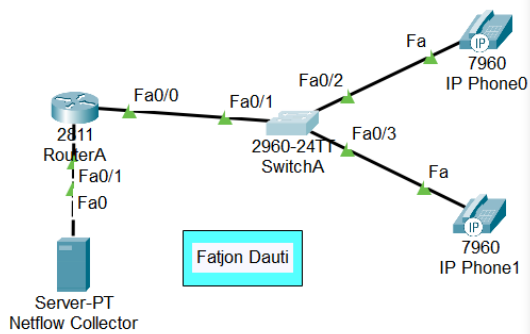 Fa
IP
7960
IP Phone0
Fa0/0
Fa0/1
Fa0/2
2811
RouterA
2960-24TT
SwitchA
Fa0/3
Fa0/1
Fa0
Fa
IP
7960
IP Phone1
Fatjon Dauti
Server-PT
Netflow Collector